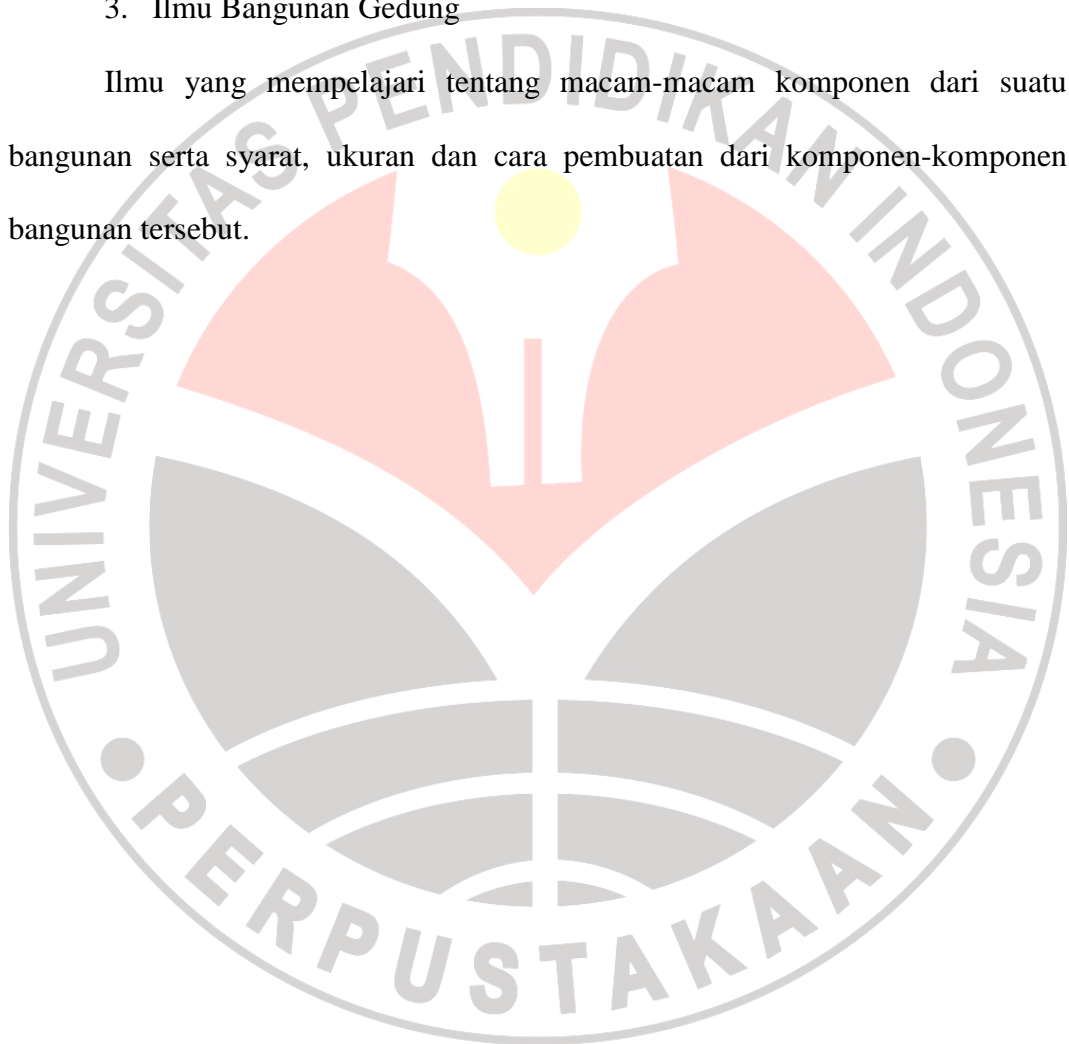 3. Ilmu Bangunan Gedung
Ilmu yang mempelajari tentang macam-macam komponen dari suatu
bangunan serta syarat, ukuran dan cara pembuatan dari komponen-komponen
bangunan tersebut.
UNIVERSITAS PENDIDIKAN INDONESIA
PERPUSTAKAAN